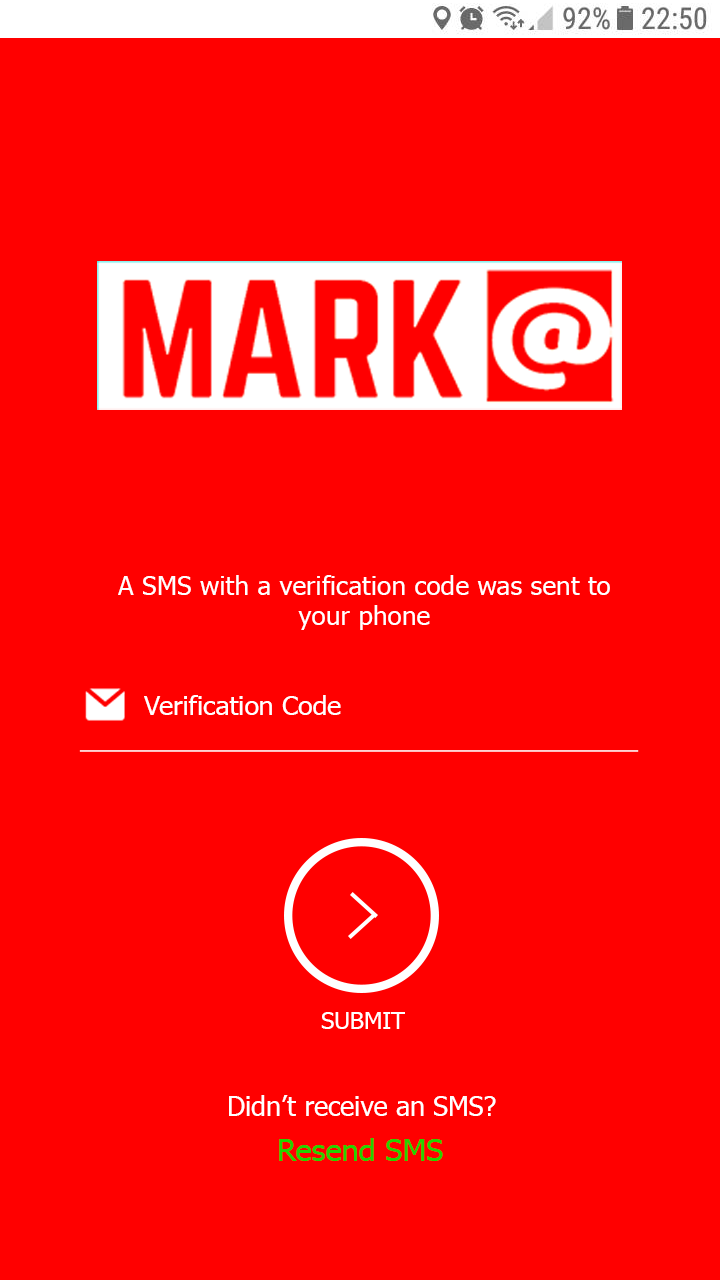 92% 22:50
MARK @
A SMS with a verification code was sent to
your phone
Verification Code
SUBMIT
Didn’t receive an SMS?
Resend SMS